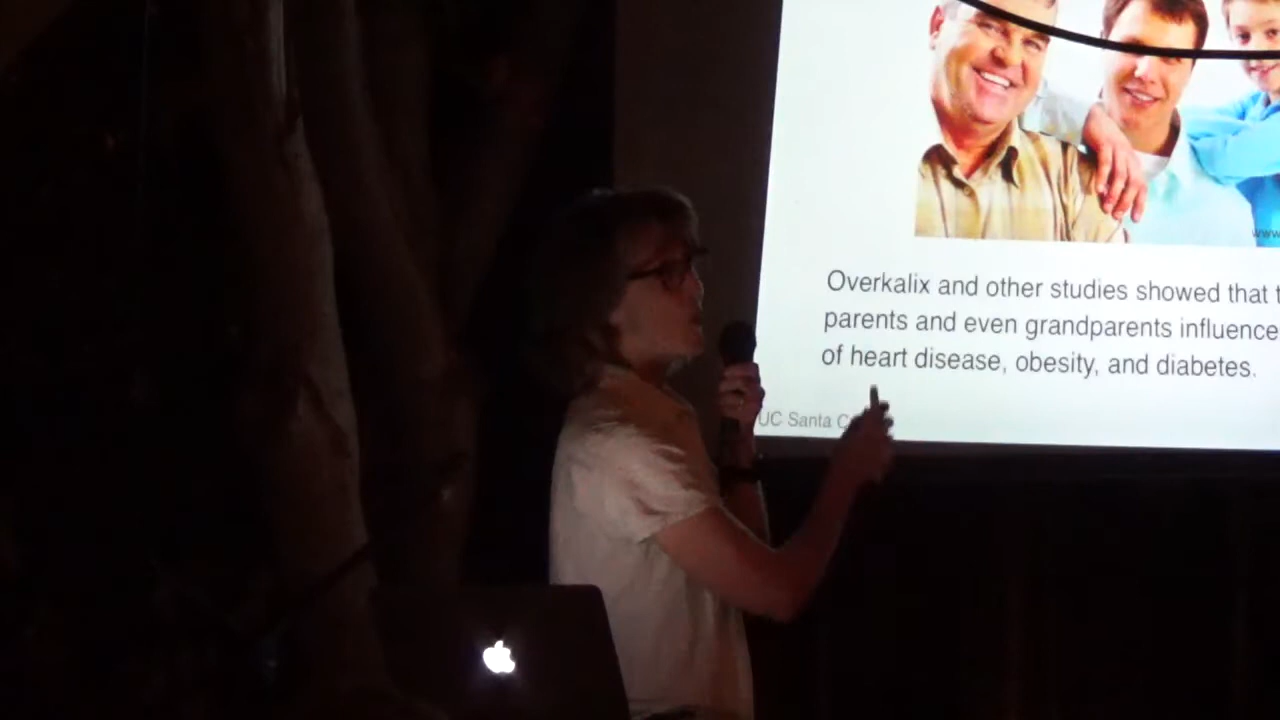 www
Overkalix and other studies showed that t
parents and even grandparents influence
of heart disease, obesity, and diabetes.
UC Santa C